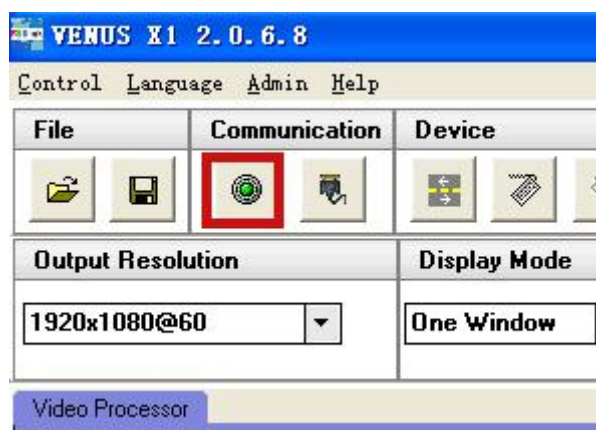 VENUS X1 2.0.6.8
Control Language Admin Help
File Communication Device
Output Resolution Display Mode
1920x1080@60 One Window
Video Processor